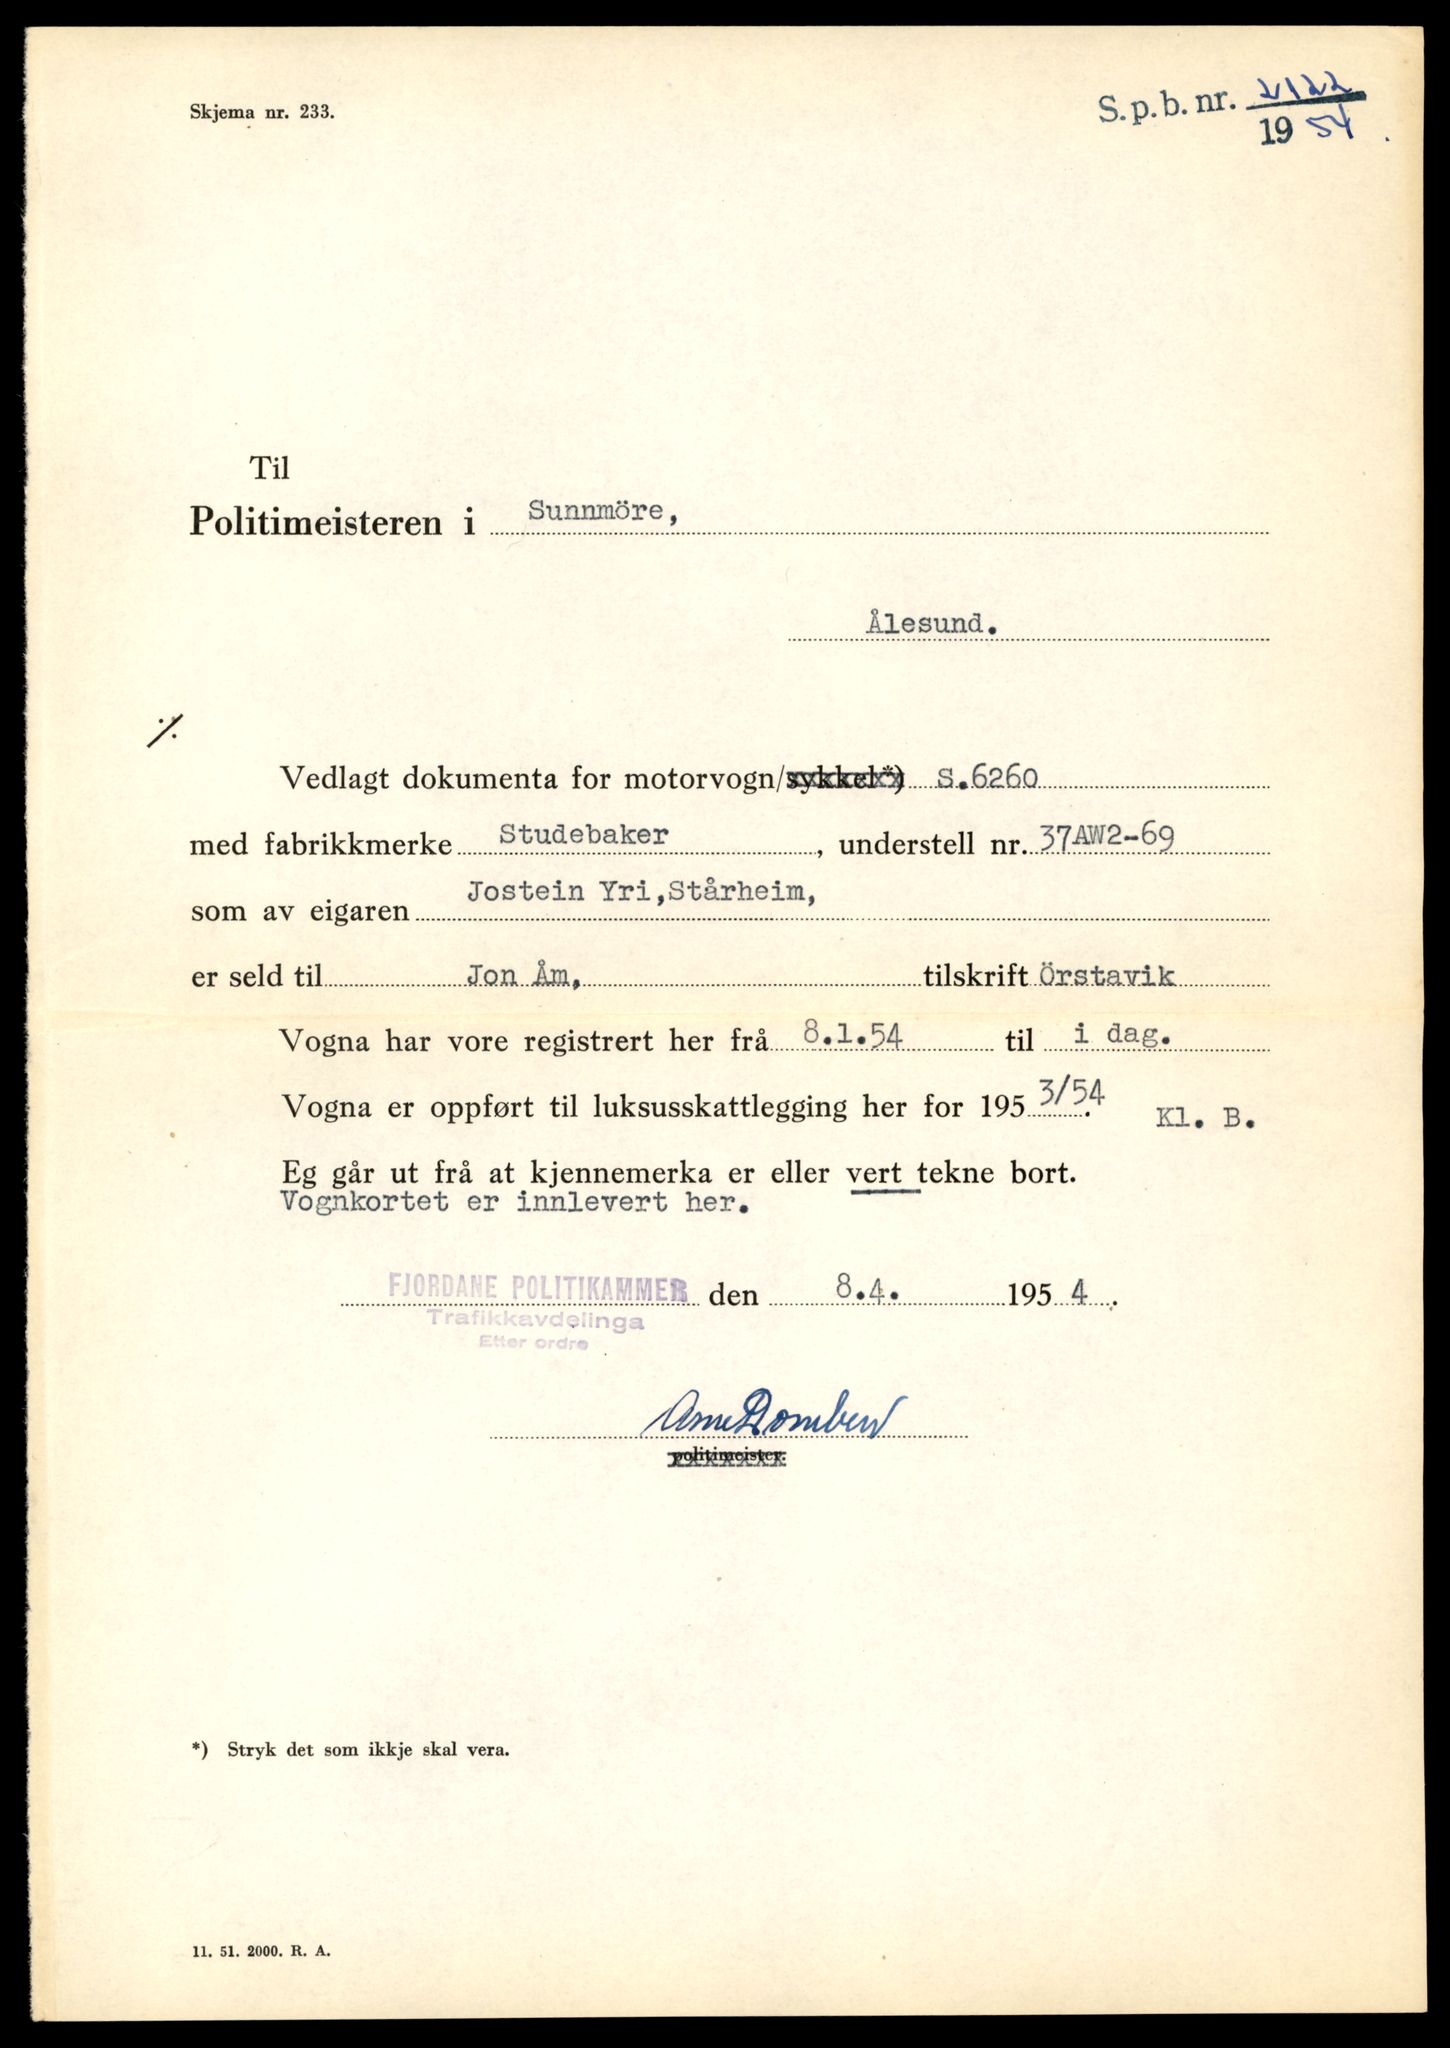 Skjema nr. 233.
S.p.b. nr. 2122
19 54
Til
Politimeisteren i Sunnmöre,
Ålesund.
Vedlagt dokumenta for motorvogn/sykkel*) S.6260
med fabrikkmerke Studebaker, understell nr. 37AW2-69
som av eigaren Jostein Yri,Stårheim,
er seld til Jon Åm, tilskrift Örstavik
Vogna har vore registrert her frå 8.1.54 til i dag.
Vogna er oppført til luksusskattlegging her for 1953/54. Kl. B.
Eg går ut frå at kjennemerka er eller vert tekne bort.
Vognkortet er innlevert her.
FJORDANE POLITIKAMMER den 8.4. 1954.
Trafikkavdelinga
Etter ordre
politimeister.
*) Stryk det som ikkje skal vera.
11. 51. 2000. R. A.